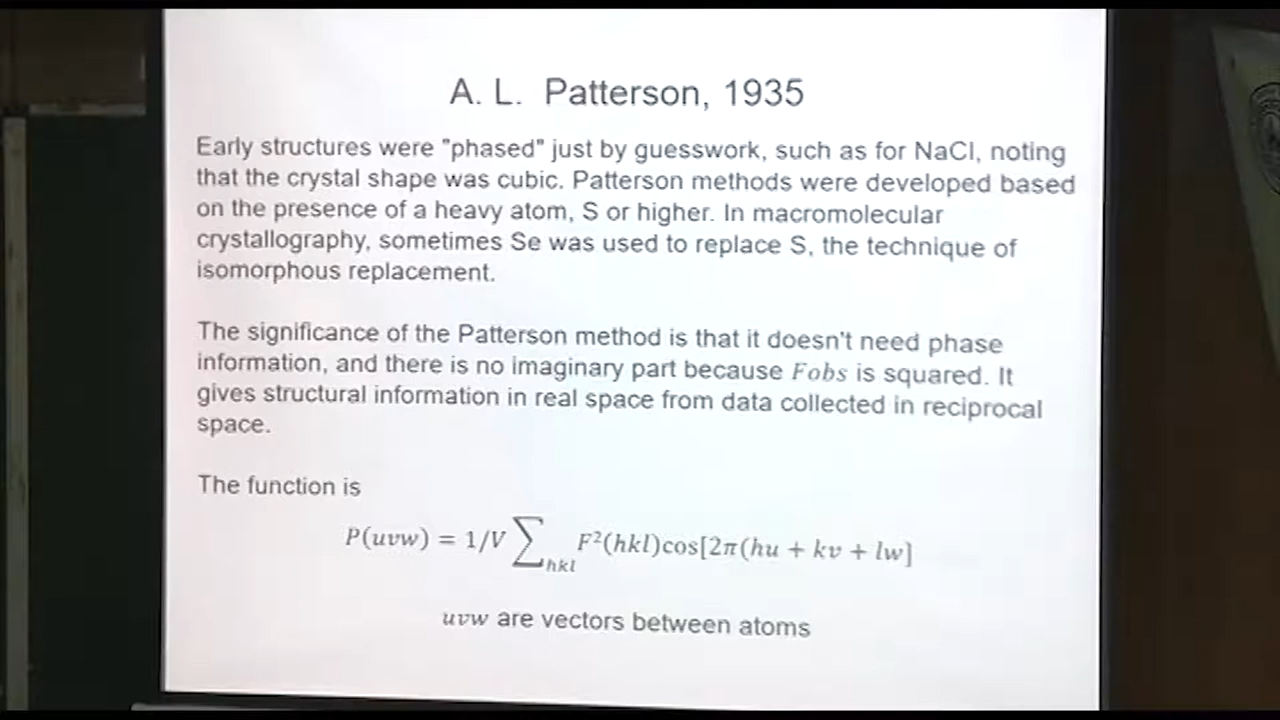 A. L. Patterson, 1935
Early structures were "phased" just by guesswork, such as for NaCl, noting
that the crystal shape was cubic. Patterson methods were developed based
on the presence of a heavy atom, S or higher. In macromolecular
crystallography, sometimes Se was used to replace S, the technique of
isomorphous replacement.
The significance of the Patterson method is that it doesn't need phase
information, and there is no imaginary part because Fobs is squared. It
gives structural information in real space from data collected in reciprocal
space.
The function is
P(uvw) = 1/V ∑hkl F²(hkl)cos[2π(hu + kv + lw]
uvw are vectors between atoms